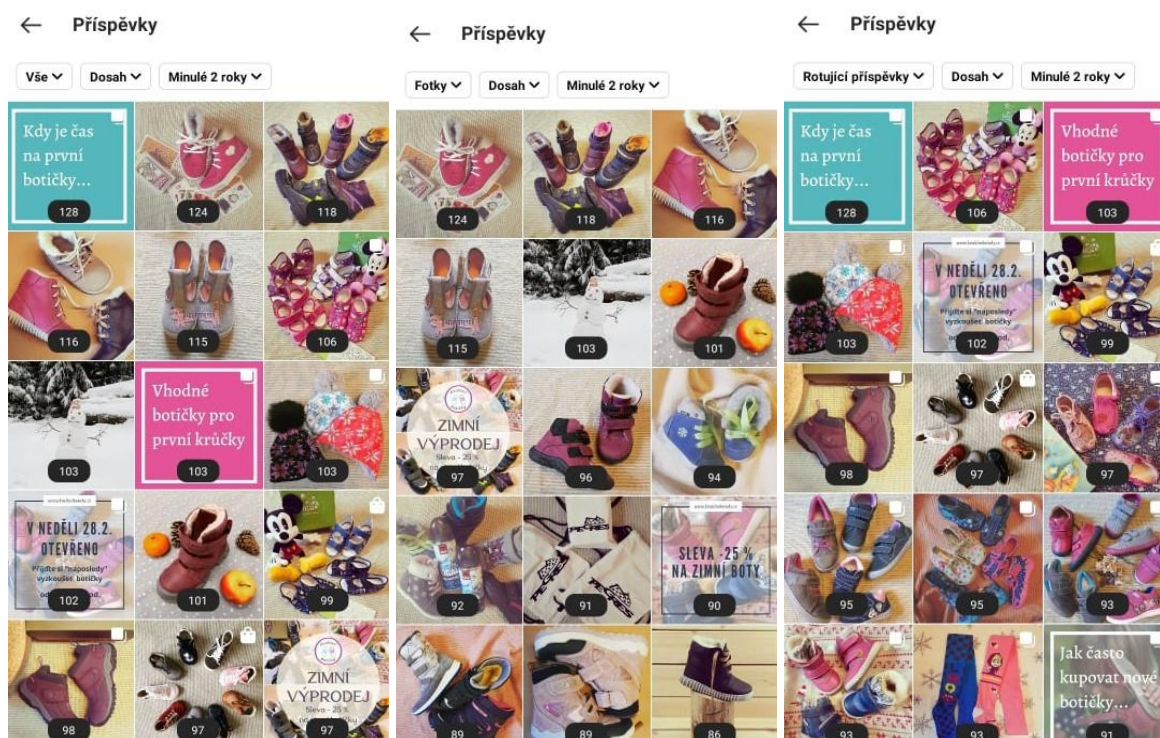 Příspěvky
Vše
Dosah
Minulé 2 roky
Kdy je čas
na první
botičky...
128
124
118
116
115
106
103
Vhodné
botičky pro
první krůčky
103
103
V NEDĚLI 28.2.
OTEVŘENO
Přijďte si "naposledy"
vyzkoušet botičky
102
101
99
98
97
ZIMNÍ
VÝPRODEJ
Sleva - 25 %
97
Příspěvky
Fotky
Dosah
Minulé 2 roky
124
118
116
115
103
101
ZIMNÍ
VÝPRODEJ
Sleva - 25 %
97
96
94
92
91
SLEVA -25 %
NA ZIMNÍ BOTY
90
89
89
86
Příspěvky
Rotující příspěvky
Dosah
Minulé 2 roky
Kdy je čas
na první
botičky...
128
106
Vhodné
botičky pro
první krůčky
103
103
V NEDĚLI 28.2.
OTEVŘENO
Přijďte si "naposledy"
vyzkoušet botičky
102
99
98
97
97
95
95
93
93
93
Jak často
kupovat nové
botičky...
91